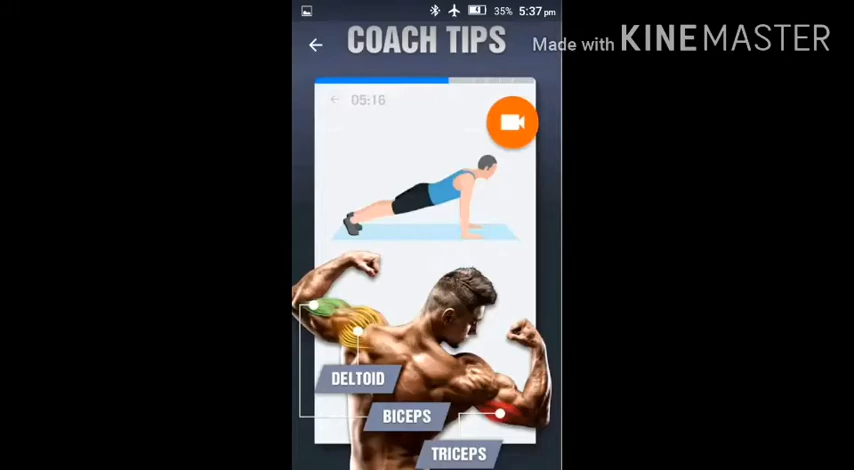 35% 5:37 pm
COACH TIPS
Made with KINEMASTER
05:16
DELTOID
BICEPS
TRICEPS